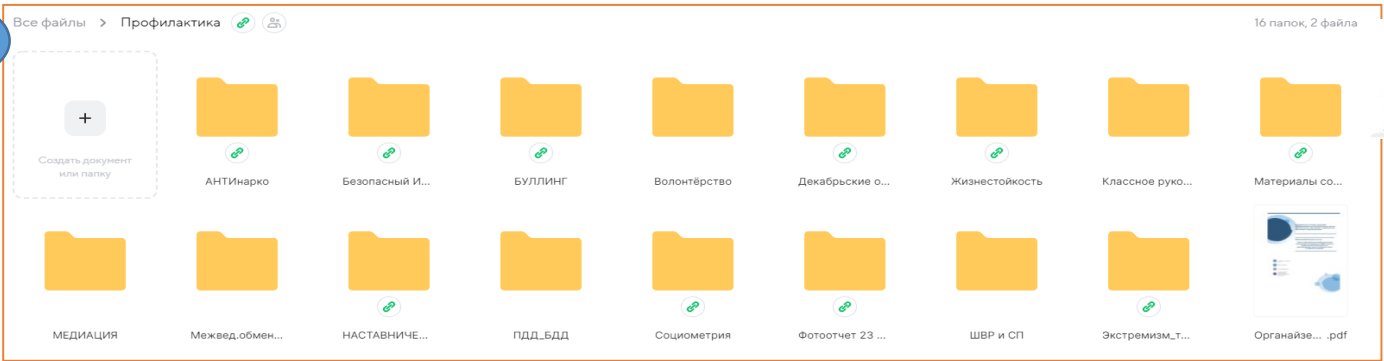 Все файлы > Профилактика
16 папок, 2 файла
Создать документ
или папку
АНТИнарко
Безопасный И...
БУЛЛИНГ
Волонтёрство
Декабрьские о...
Жизнестойкость
Классное руко...
Материалы со...
МЕДИАЦИЯ
Межвед.обмен...
НАСТАВНИЧЕ...
ПДД_БДД
Социометрия
Фотоотчет 23 ...
ШВР и СП
Экстремизм_т...
Органайзе... .pdf